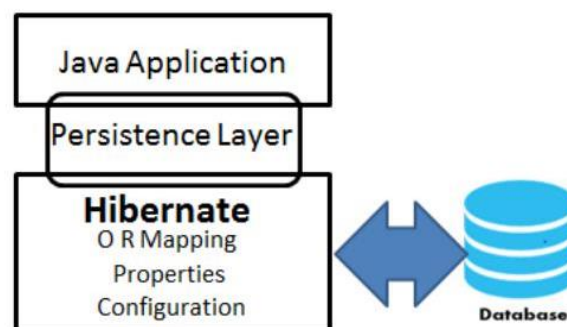 Java Application
Persistence Layer
Hibernate
O R Mapping
Properties
Configuration
Database